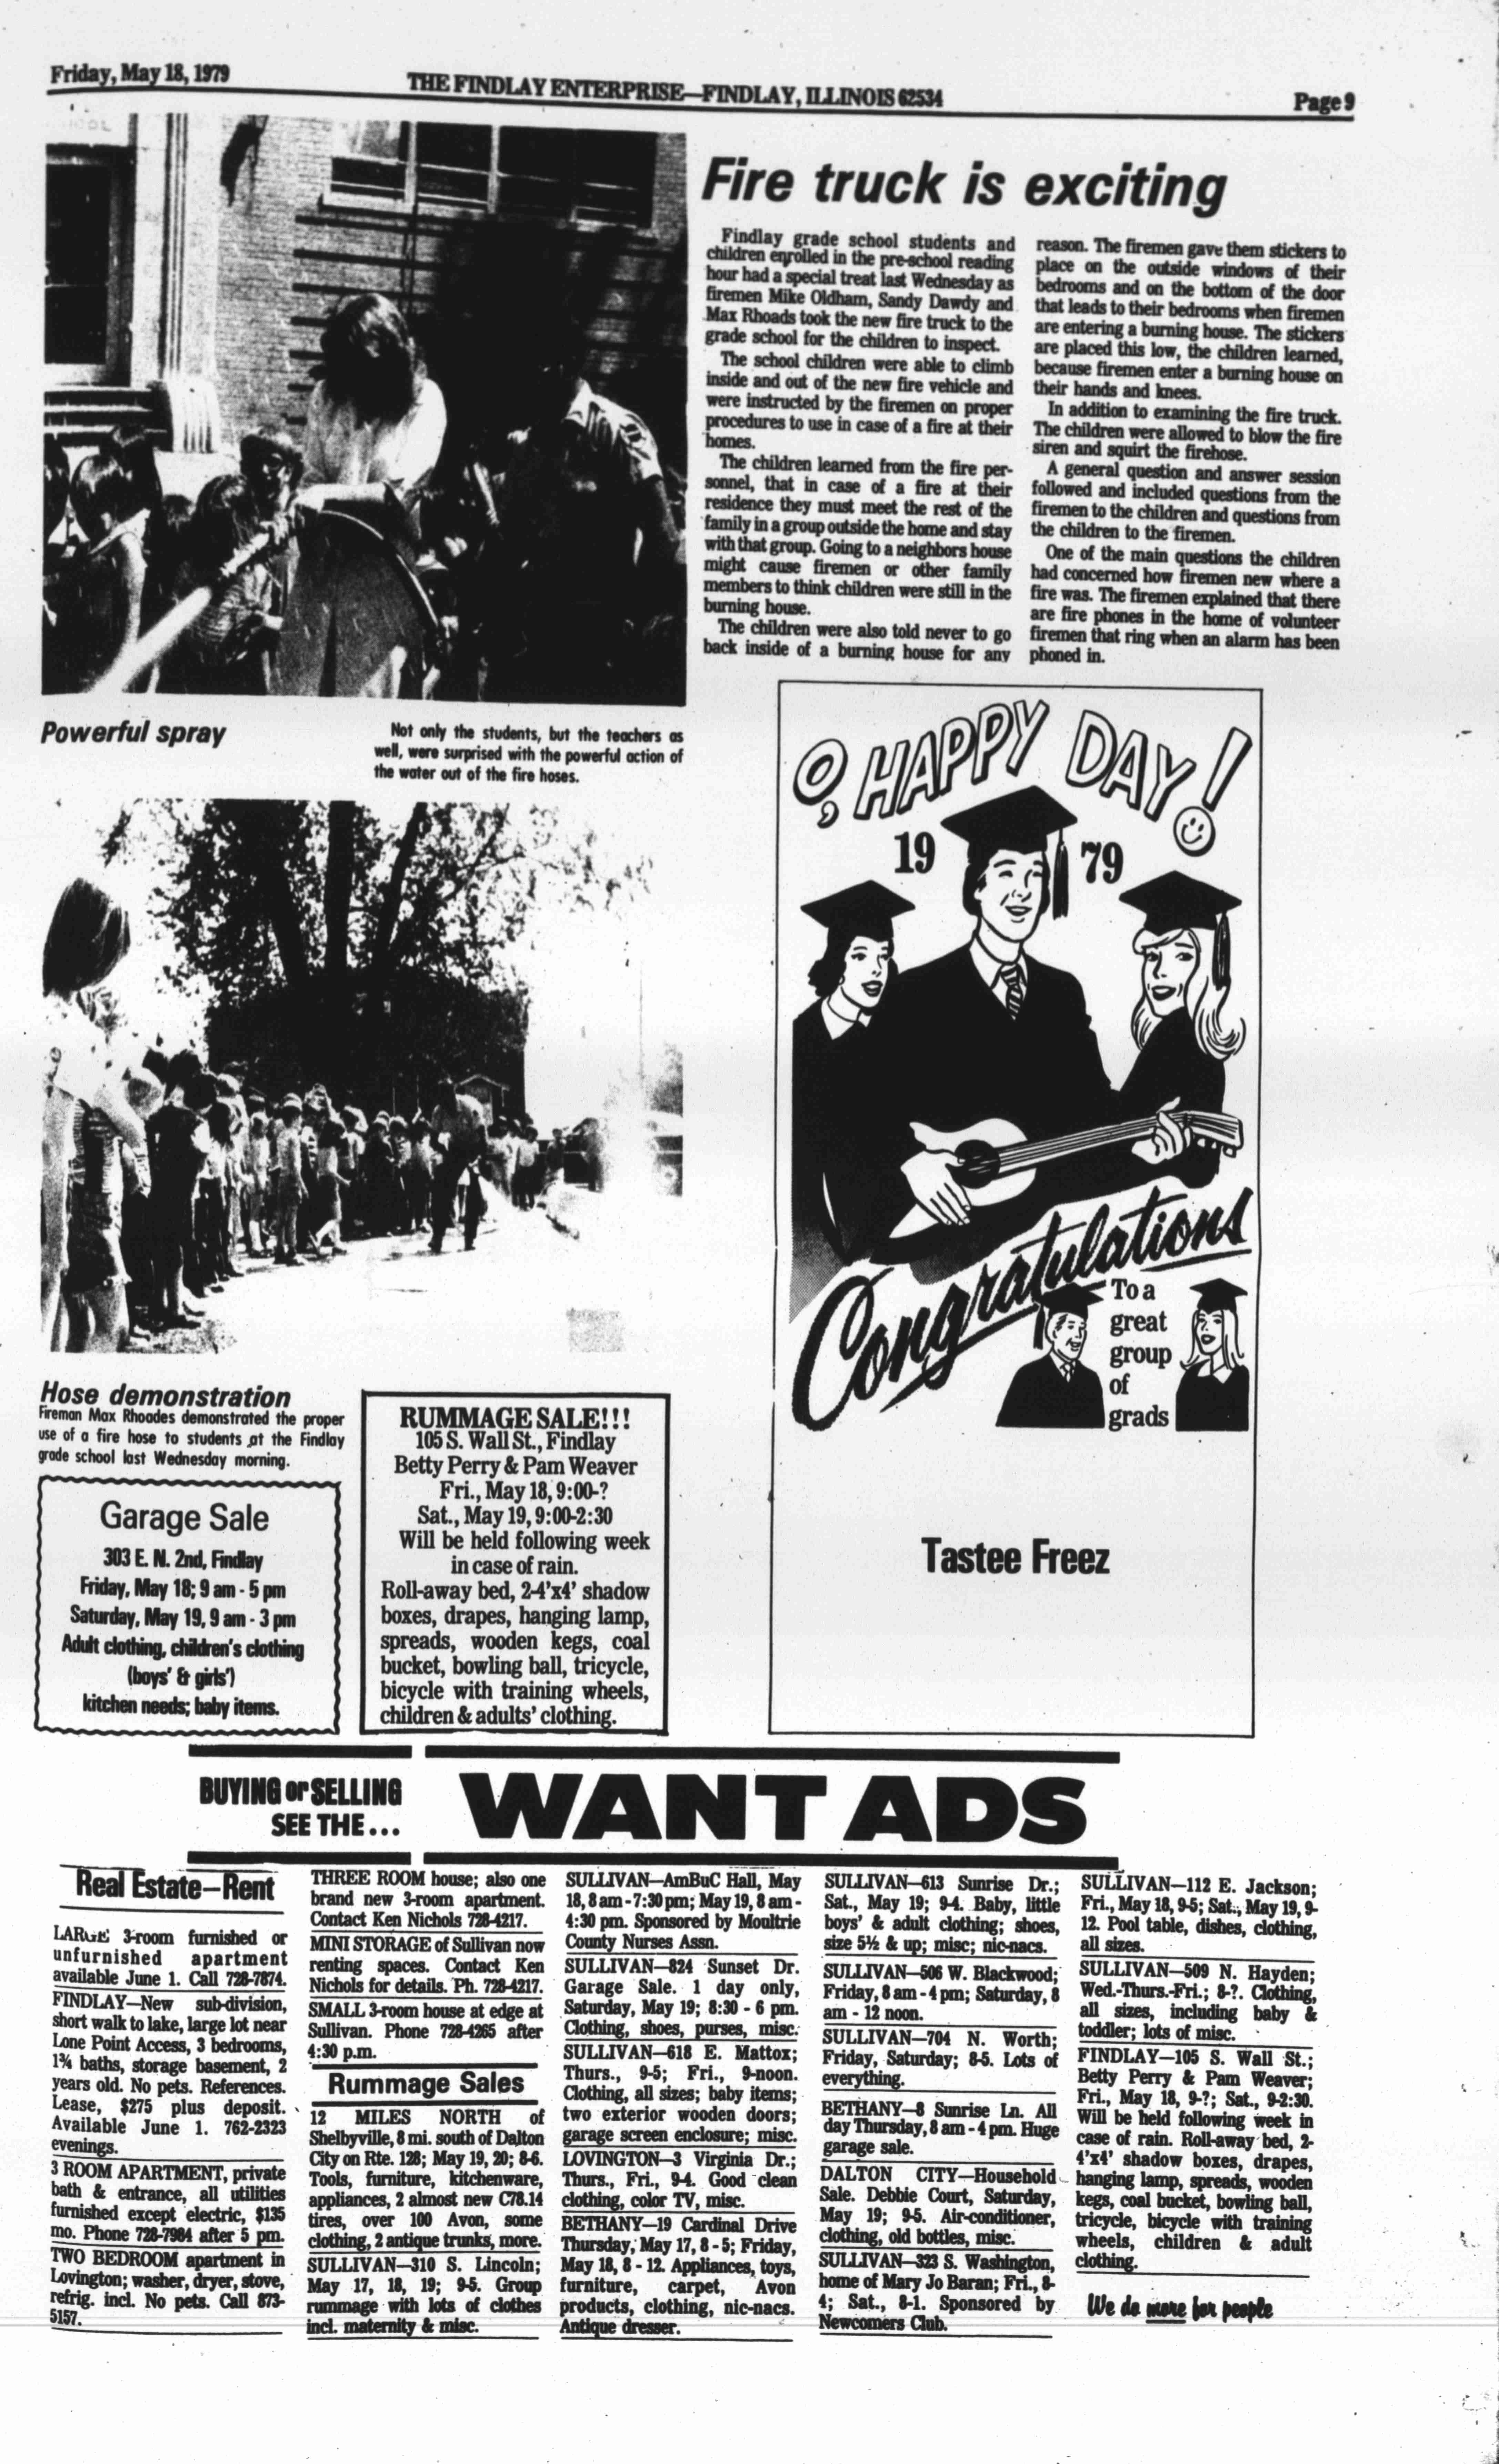 Friday, May 18, 1979
THE FINDLAY ENTERPRISE—FINDLAY, ILLINOIS 62534
Page 9
Fire truck is exciting
Findlay grade school students and
children enrolled in the pre-school reading
hour had a special treat last Wednesday as
firemen Mike Oldham, Sandy Dawdy and
Max Rhoads took the new fire truck to the
grade school for the children to inspect.
The school children were able to climb
inside and out of the new fire vehicle and
were instructed by the firemen on proper
procedures to use in case of a fire at their
homes.
The children learned from the fire per-
sonnel, that in case of a fire at their
residence they must meet the rest of the
family in a group outside the home and stay
with that group. Going to a neighbors house
might cause firemen or other family
members to think children were still in the
burning house.
The children were also told never to go
back inside of a burning house for any
reason. The firemen gave them stickers to
place on the outside windows of their
bedrooms and on the bottom of the door
that leads to their bedrooms when firemen
are entering a burning house. The stickers
are placed this low, the children learned,
because firemen enter a burning house on
their hands and knees.
In addition to examining the fire truck.
The children were allowed to blow the fire
siren and squirt the firehose.
A general question and answer session
followed and included questions from the
firemen to the children and questions from
the children to the firemen.
One of the main questions the children
had concerned how firemen new where a
fire was. The firemen explained that there
are fire phones in the home of volunteer
firemen that ring when an alarm has been
phoned in.
Powerful spray
Not only the students, but the teachers as
well, were surprised with the powerful action of
the water out of the fire hoses.
Hose demonstration
Fireman Max Rhoades demonstrated the proper
use of a fire hose to students at the Findlay
grade school last Wednesday morning.
Garage Sale
303 E. N. 2nd, Findlay
Friday, May 18; 9 am - 5 pm
Saturday, May 19, 9 am - 3 pm
Adult clothing, children's clothing
(boys' & girls')
kitchen needs; baby items.
RUMMAGE SALE!!!
105 S. Wall St., Findlay
Betty Perry & Pam Weaver
Fri., May 18, 9:00-?
Sat., May 19, 9:00-2:30
Will be held following week
in case of rain.
Roll-away bed, 2-4'x4' shadow
boxes, drapes, hanging lamp,
spreads, wooden kegs, coal
bucket, bowling ball, tricycle,
bicycle with training wheels,
children & adults' clothing.
O, HAPPY DAY!
19 79
Congratulations
To a
great
group
of
grads
Tastee Freez
BUYING or SELLING
SEE THE...
WANT ADS
Real Estate—Rent
LARGE 3-room furnished or
unfurnished apartment
available June 1. Call 728-7874.
FINDLAY—New sub-division,
short walk to lake, large lot near
Lone Point Access, 3 bedrooms,
1¾ baths, storage basement, 2
years old. No pets. References.
Lease, $275 plus deposit.
Available June 1. 762-2323
evenings.
3 ROOM APARTMENT, private
bath & entrance, all utilities
furnished except electric, $135
mo. Phone 728-7984 after 5 pm.
TWO BEDROOM apartment in
Lovington; washer, dryer, stove,
refrig. incl. No pets. Call 873-
5157.
THREE ROOM house; also one
brand new 3-room apartment.
Contact Ken Nichols 728-4217.
MINI STORAGE of Sullivan now
renting spaces. Contact Ken
Nichols for details. Ph. 728-4217.
SMALL 3-room house at edge at
Sullivan. Phone 728-4265 after
4:30 p.m.
Rummage Sales
12 MILES NORTH of
Shelbyville, 8 mi. south of Dalton
City on Rte. 128; May 19, 20; 8-6.
Tools, furniture, kitchenware,
appliances, 2 almost new C78.14
tires, over 100 Avon, some
clothing, 2 antique trunks, more.
SULLIVAN—310 S. Lincoln;
May 17, 18, 19; 9-5. Group
rummage with lots of clothes
incl. maternity & misc.
SULLIVAN—AmBuC Hall, May
18, 8 am - 7:30 pm; May 19, 8 am -
4:30 pm. Sponsored by Moultrie
County Nurses Assn.
SULLIVAN—824 Sunset Dr.
Garage Sale. 1 day only,
Saturday, May 19; 8:30 - 6 pm.
Clothing, shoes, purses, misc.
SULLIVAN—618 E. Mattox;
Thurs., 9-5; Fri., 9-noon.
Clothing, all sizes; baby items;
two exterior wooden doors;
garage screen enclosure; misc.
LOVINGTON—3 Virginia Dr.;
Thurs., Fri., 9-4. Good clean
clothing, color TV, misc.
BETHANY—19 Cardinal Drive
Thursday, May 17, 8 - 5; Friday,
May 18, 8 - 12. Appliances, toys,
furniture, carpet, Avon
products, clothing, nic-nacs.
Antique dresser.
SULLIVAN—613 Sunrise Dr.;
Sat., May 19; 9-4. Baby, little
boys' & adult clothing; shoes,
size 5½ & up; misc; nic-nacs.
SULLIVAN—506 W. Blackwood;
Friday, 8 am - 4 pm; Saturday, 8
am - 12 noon.
SULLIVAN—704 N. Worth;
Friday, Saturday; 8-5. Lots of
everything.
BETHANY—8 Sunrise Ln. All
day Thursday, 8 am - 4 pm. Huge
garage sale.
DALTON CITY—Household
Sale. Debbie Court, Saturday,
May 19; 9-5. Air-conditioner,
clothing, old bottles, misc.
SULLIVAN—323 S. Washington,
home of Mary Jo Baran; Fri., 8-
4; Sat., 8-1. Sponsored by
Newcomers Club.
SULLIVAN—112 E. Jackson;
Fri., May 18, 9-5; Sat., May 19, 9-
12. Pool table, dishes, clothing,
all sizes.
SULLIVAN—509 N. Hayden;
Wed.-Thurs.-Fri.; 8-?. Clothing,
all sizes, including baby &
toddler; lots of misc.
FINDLAY—105 S. Wall St.;
Betty Perry & Pam Weaver;
Fri., May 18, 9-?; Sat., 9-2:30.
Will be held following week in
case of rain. Roll-away bed, 2-
4'x4' shadow boxes, drapes,
hanging lamp, spreads, wooden
kegs, coal bucket, bowling ball,
tricycle, bicycle with training
wheels, children & adult
clothing.
We do more for people